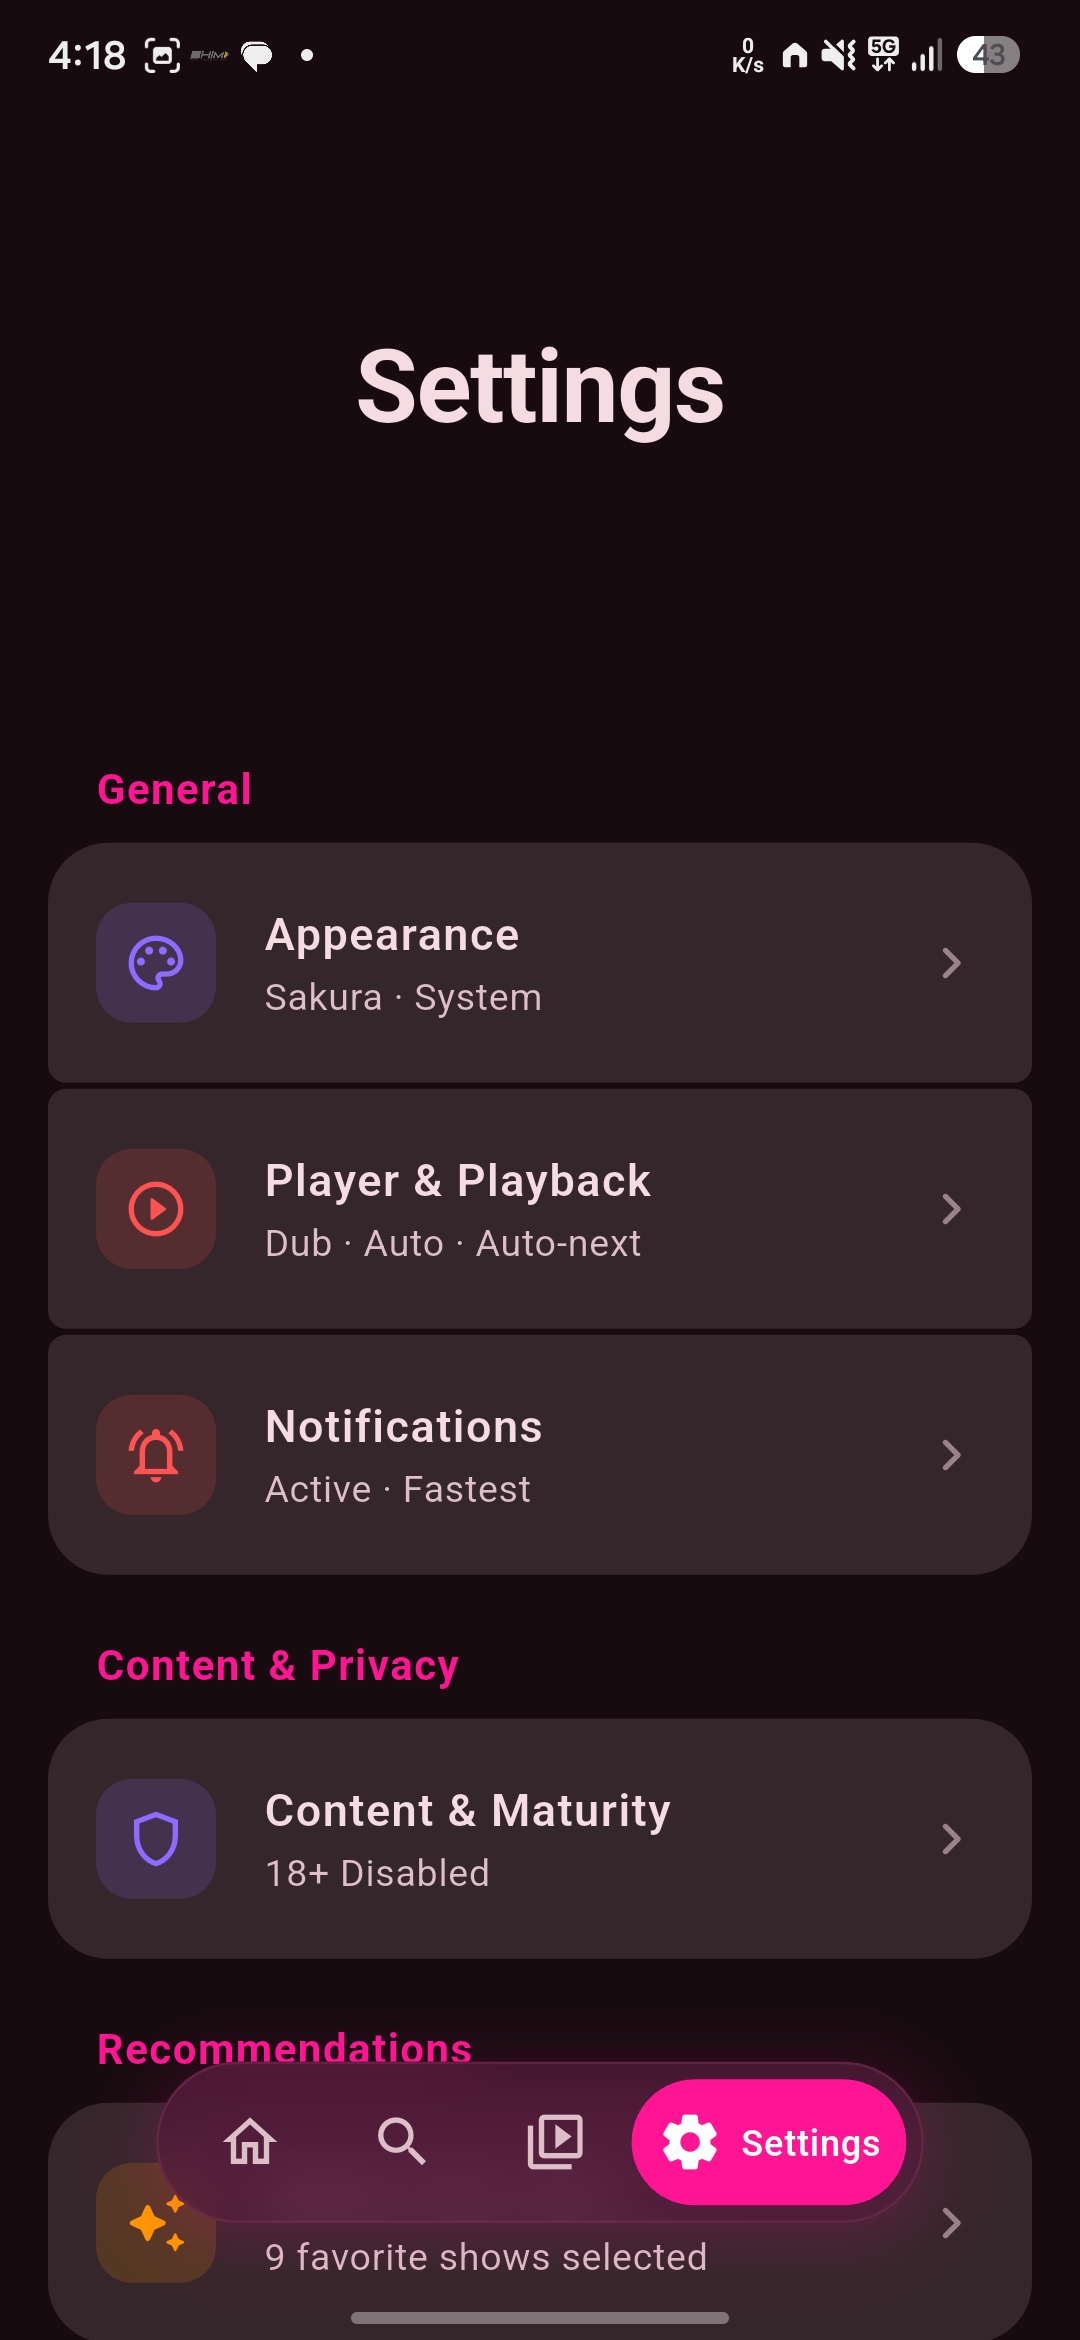 4:18
0
K/s
5G
43
Settings
General
Appearance
Sakura · System
Player & Playback
Dub · Auto · Auto-next
Notifications
Active · Fastest
Content & Privacy
Content & Maturity
18+ Disabled
Recommendations
Settings
9 favorite shows selected